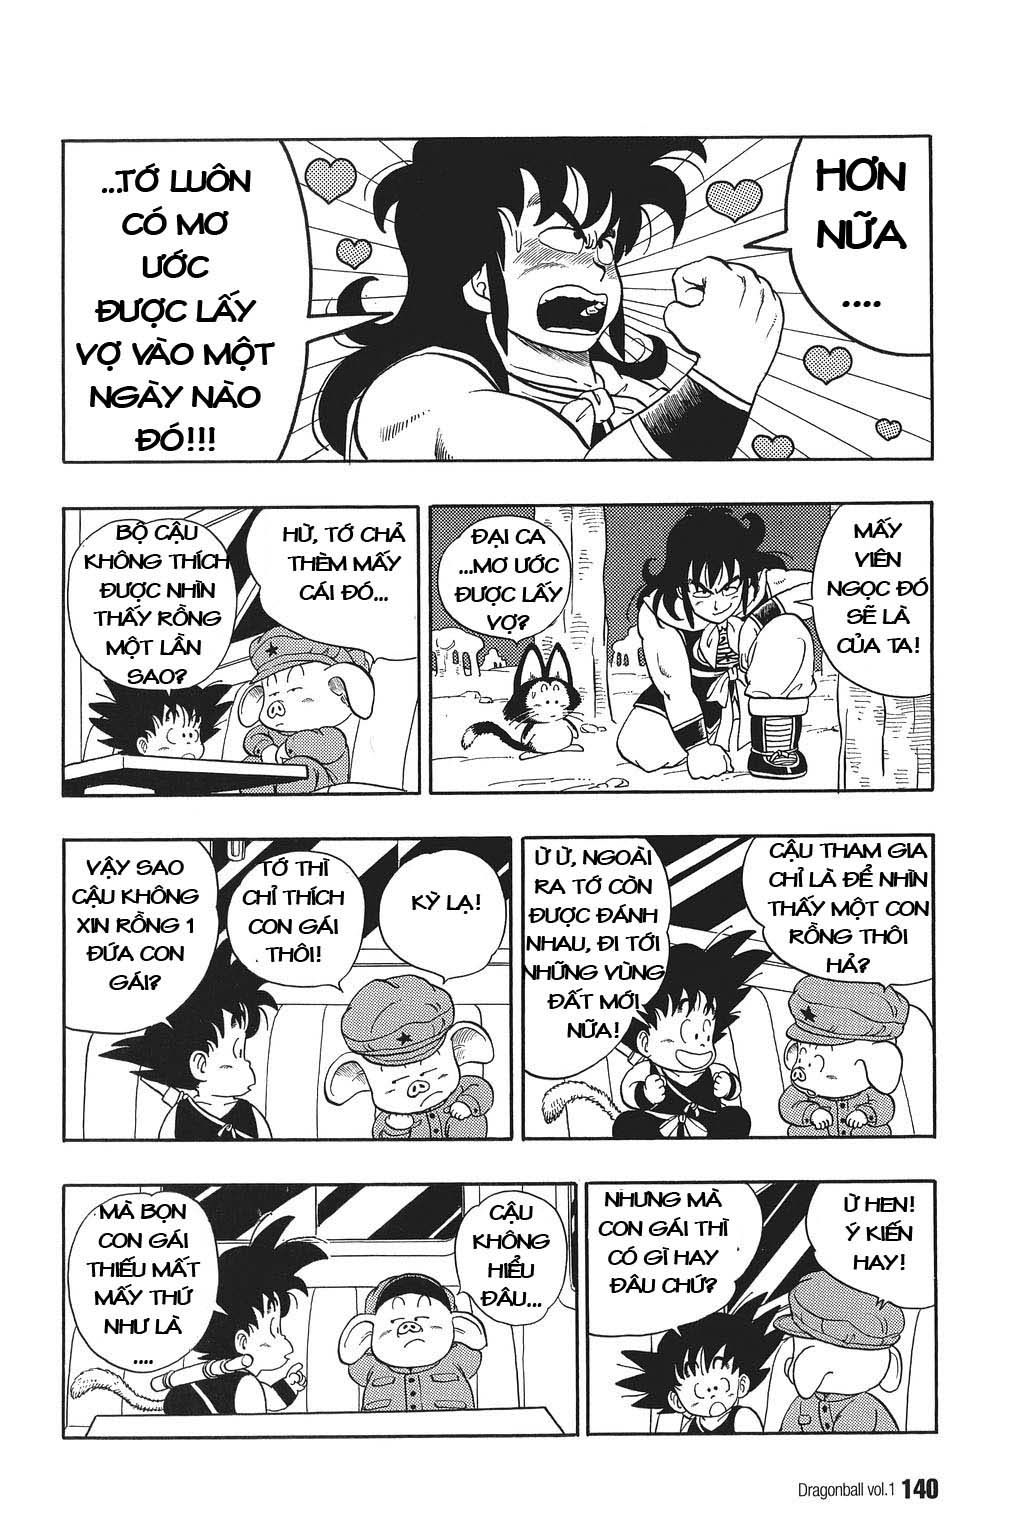 HƠN
NỮA
....
...TỚ LUÔN
CÓ MƠ
ƯỚC
ĐƯỢC LẤY
VỢ VÀO MỘT
NGÀY NÀO
ĐÓ!!!
MẤY
VIÊN
NGỌC ĐÓ
SẼ LÀ
CỦA TA!
ĐẠI CA
...MƠ ƯỚC
ĐƯỢC LẤY
VỢ?
HỪ, TỚ CHẢ
THÈM MẤY
CÁI ĐÓ...
BỘ CẬU
KHÔNG THÍCH
ĐƯỢC NHÌN
THẤY RỒNG
MỘT LẦN
SAO?
CẬU THAM GIA
CHỈ LÀ ĐỂ NHÌN
THẤY MỘT CON
RỒNG THÔI
HẢ?
Ừ Ừ, NGOÀI
RA TỚ CÒN
ĐƯỢC ĐÁNH
NHAU, ĐI TỚI
NHỮNG VÙNG
ĐẤT MỚI
NỮA!
KỲ LẠ!
TỚ THÌ
CHỈ THÍCH
CON GÁI
THÔI!
VẬY SAO
CẬU KHÔNG
XIN RỒNG 1
ĐỨA CON
GÁI?
Ừ HEN!
Ý KIẾN
HAY!
NHƯNG MÀ
CON GÁI THÌ
CÓ GÌ HAY
ĐÂU CHỨ?
CẬU
KHÔNG
HIỂU
ĐÂU...
MÀ BỌN
CON GÁI
THIẾU MẤT
MẤY THỨ
NHƯ LÀ
....
Dragonball vol.1 140